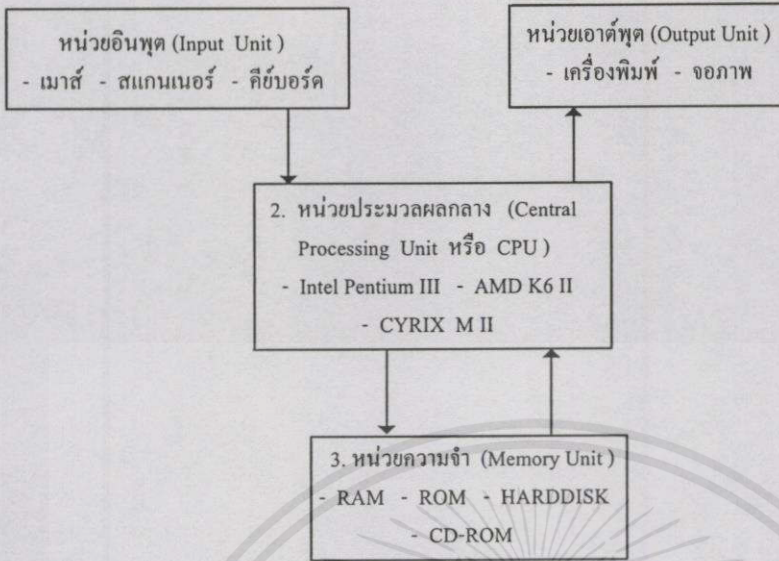 หน่วยอินพุต (Input Unit )
- เมาส์ - สแกนเนอร์ - คีย์บอร์ด
หน่วยเอาต์พุต (Output Unit )
- เครื่องพิมพ์ - จอภาพ
2. หน่วยประมวลผลกลาง (Central
Processing Unit หรือ CPU )
- Intel Pentium III - AMD K6 II
- CYRIX M II
3. หน่วยความจำ (Memory Unit )
- RAM - ROM - HARDDISK
- CD-ROM